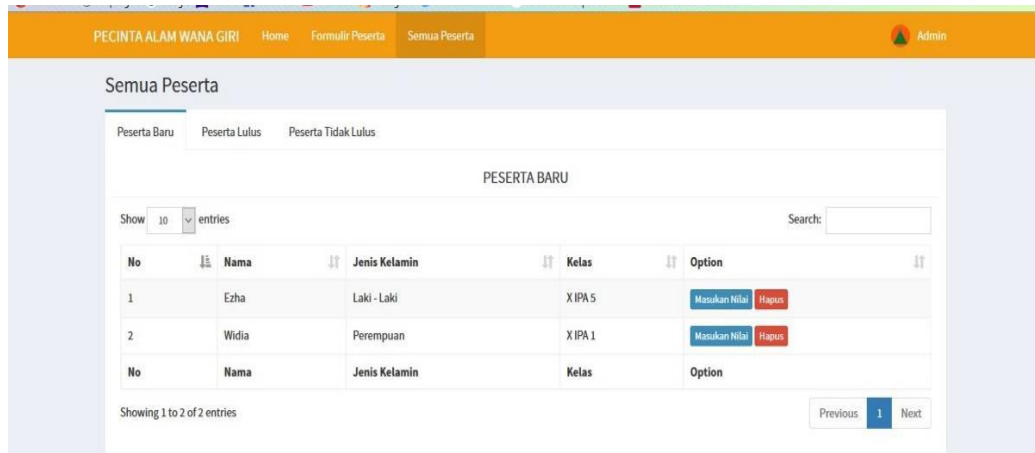 PECINTA ALAM WANA GIRI Home Formulir Peserta Semua Peserta Admin
Semua Peserta
Peserta Baru Peserta Lulus Peserta Tidak Lulus
PESERTA BARU
Show 10 entries Search:
No Nama Jenis Kelamin Kelas Option
1 Ezha Laki - Laki X IPA 5 Masukan Nilai Hapus
2 Widia Perempuan X IPA 1 Masukan Nilai Hapus
No Nama Jenis Kelamin Kelas Option
Showing 1 to 2 of 2 entries Previous 1 Next